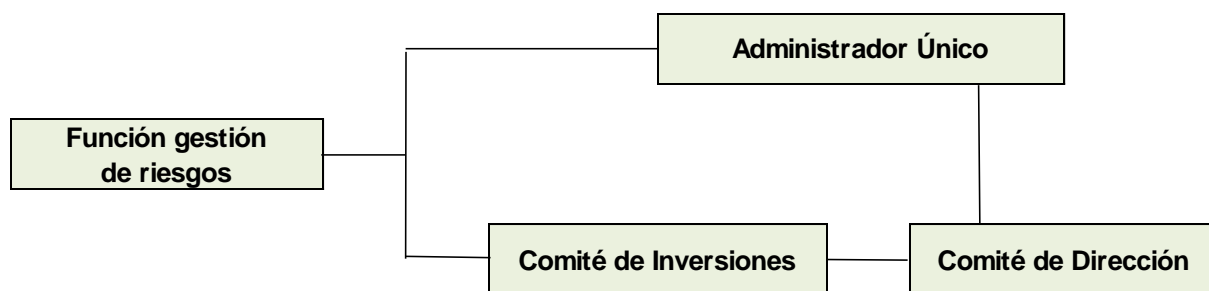 Administrador Único
Función gestión
de riesgos
Comité de Inversiones
Comité de Dirección